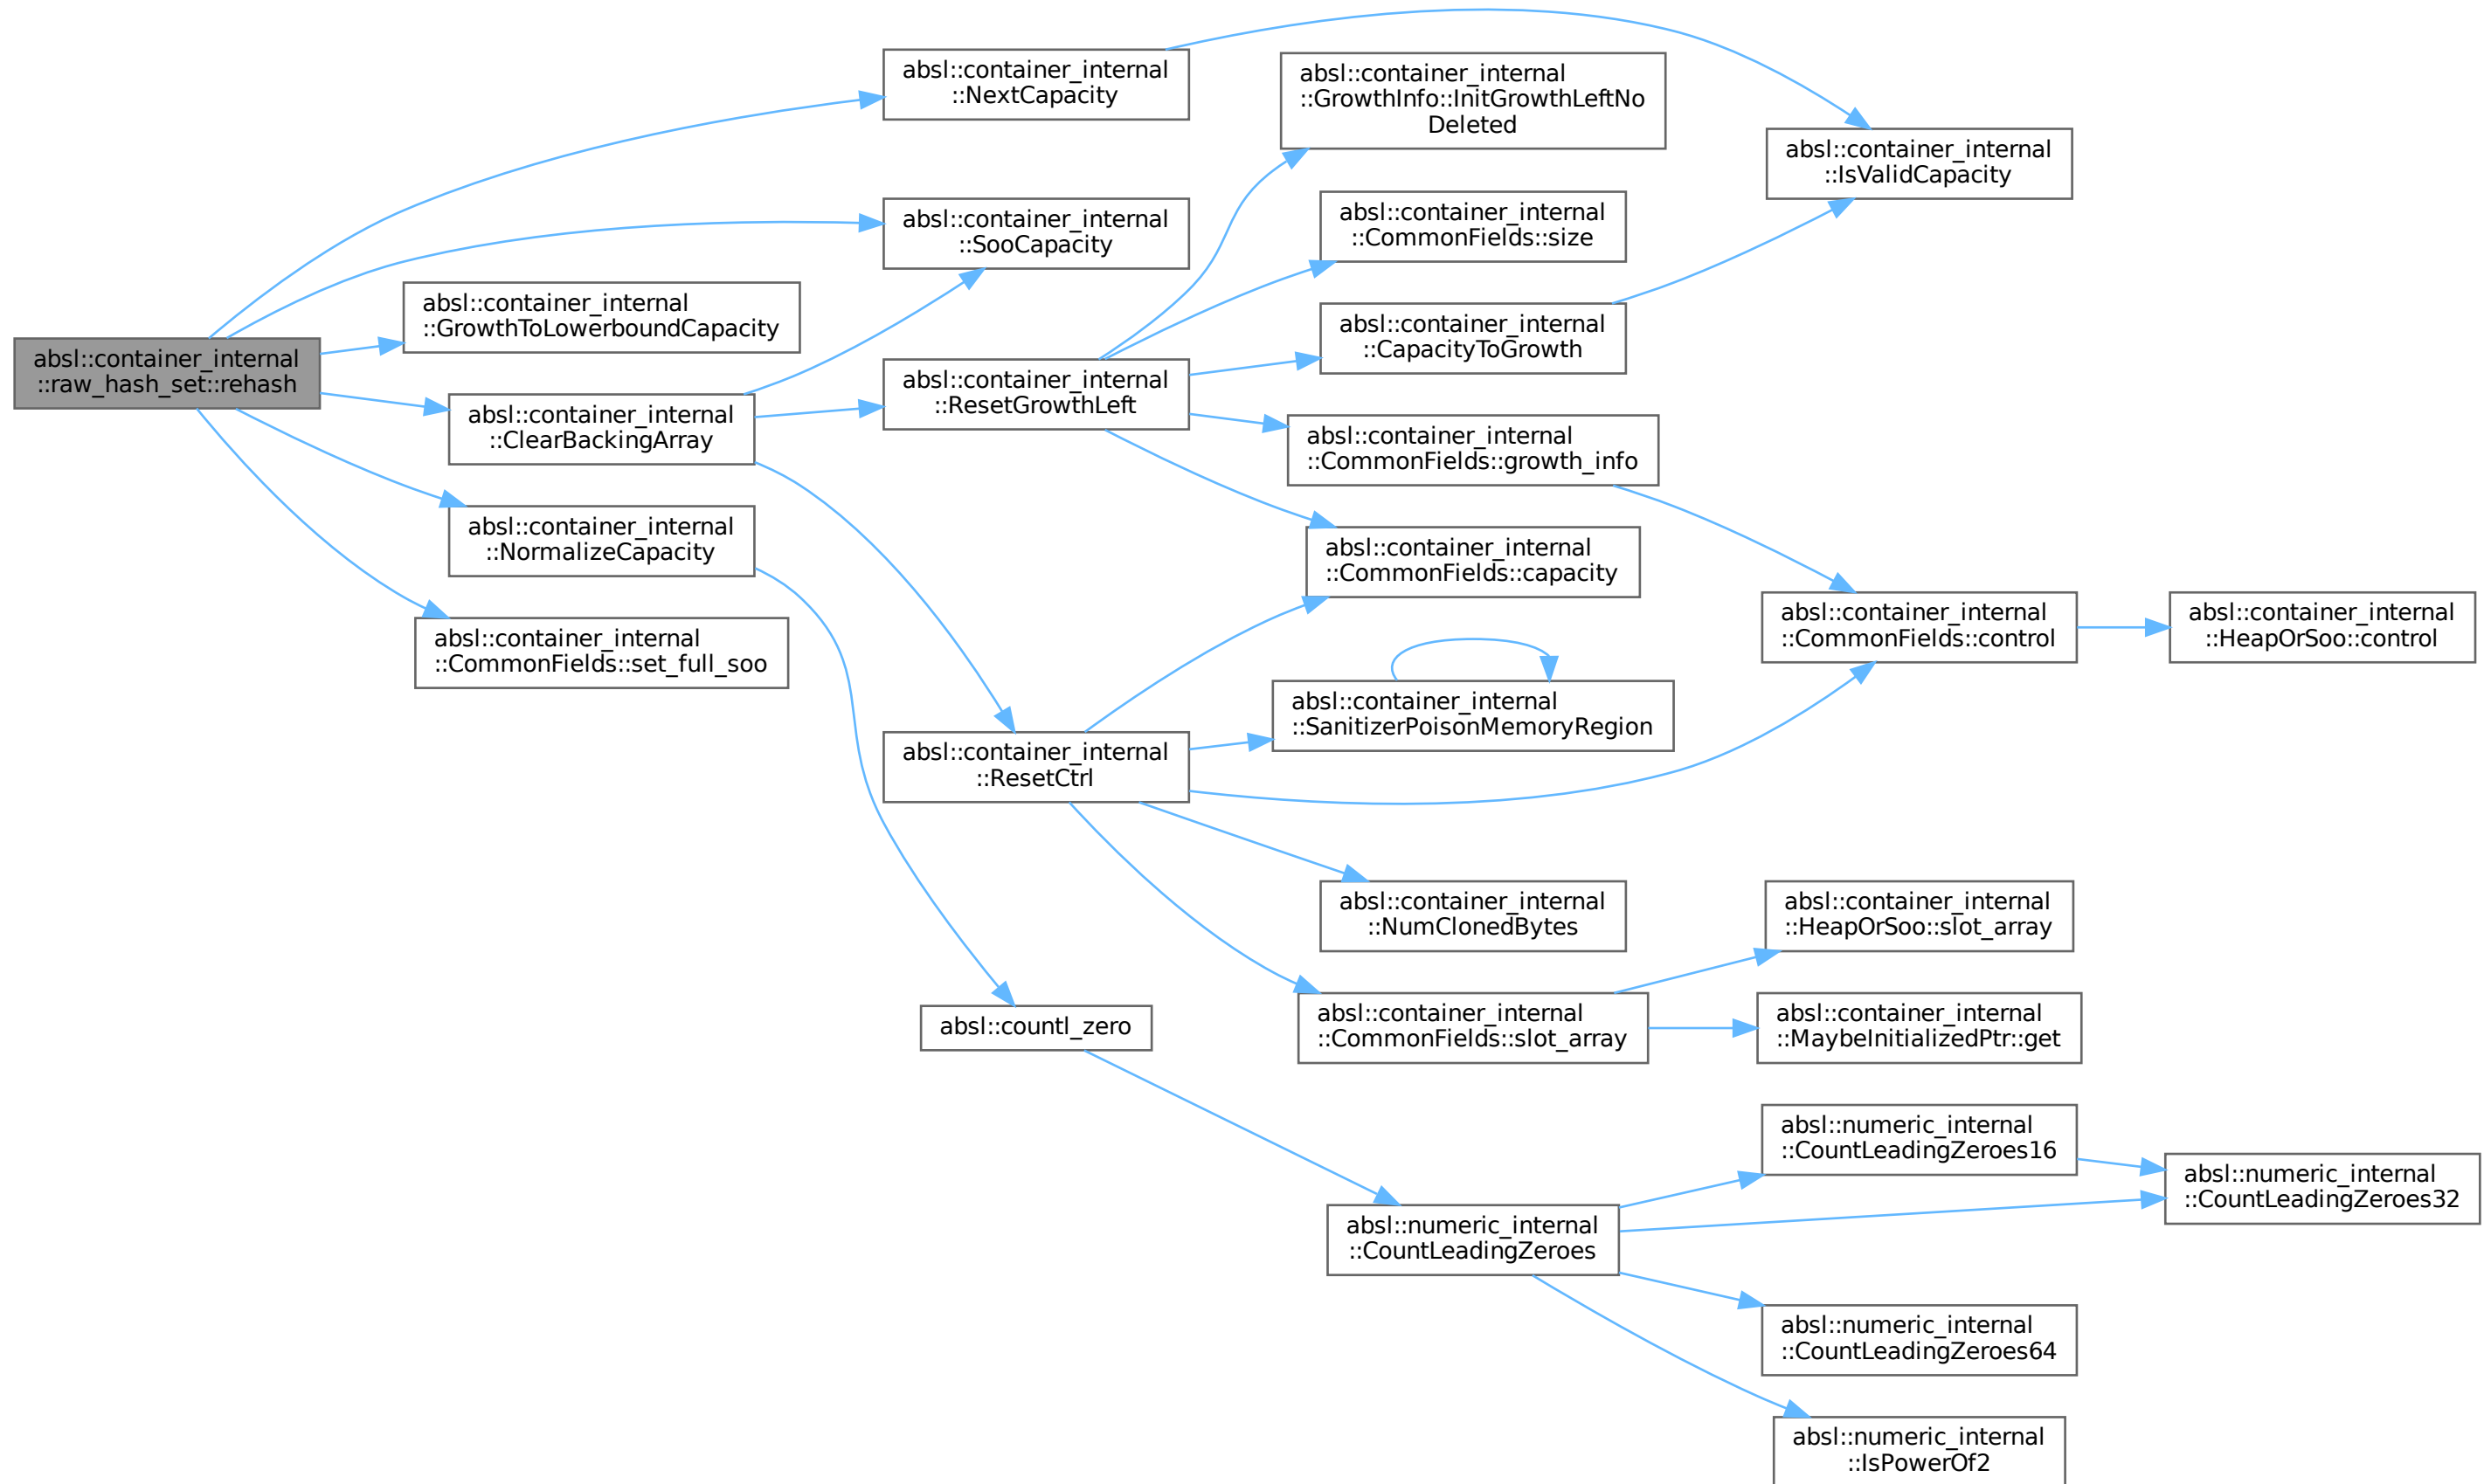 absl::container_internal
::raw_hash_set::rehash
absl::container_internal
::GrowthToLowerboundCapacity
absl::container_internal
::ClearBackingArray
absl::container_internal
::NormalizeCapacity
absl::container_internal
::CommonFields::set_full_soo
absl::container_internal
::NextCapacity
absl::container_internal
::SooCapacity
absl::container_internal
::ResetGrowthLeft
absl::container_internal
::ResetCtrl
absl::countl_zero
absl::container_internal
::GrowthInfo::InitGrowthLeftNo
Deleted
absl::container_internal
::CommonFields::size
absl::container_internal
::CapacityToGrowth
absl::container_internal
::CommonFields::growth_info
absl::container_internal
::CommonFields::capacity
absl::container_internal
::SanitizerPoisonMemoryRegion
absl::container_internal
::NumClonedBytes
absl::container_internal
::CommonFields::slot_array
absl::numeric_internal
::CountLeadingZeroes
absl::container_internal
::IsValidCapacity
absl::container_internal
::CommonFields::control
absl::container_internal
::HeapOrSoo::slot_array
absl::container_internal
::MaybeInitializedPtr::get
absl::numeric_internal
::CountLeadingZeroes16
absl::numeric_internal
::CountLeadingZeroes64
absl::numeric_internal
::IsPowerOf2
absl::container_internal
::HeapOrSoo::control
absl::numeric_internal
::CountLeadingZeroes32